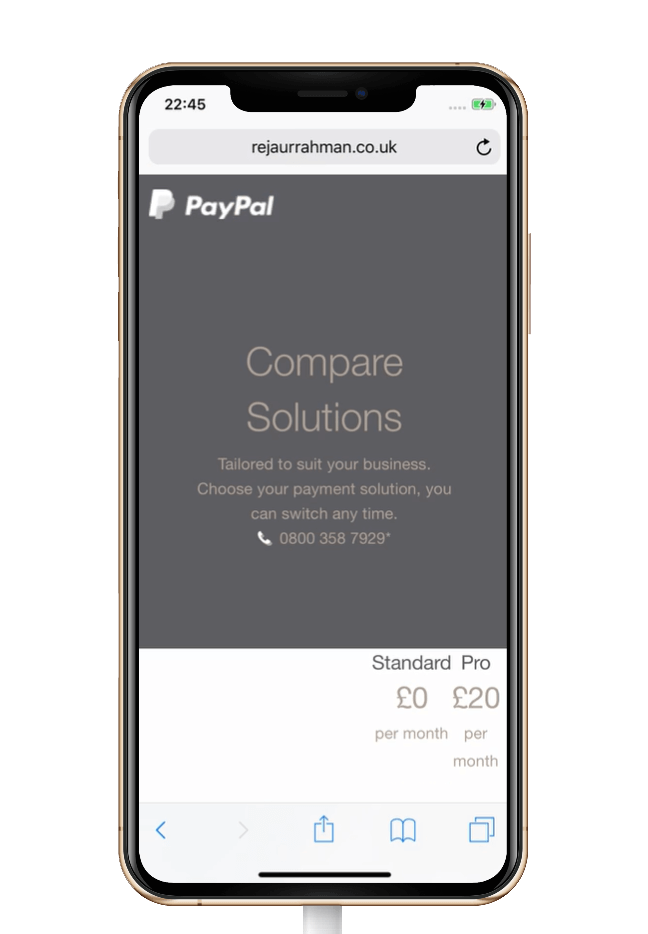 22:45
rejaurrahman.co.uk
PayPal
Compare
Solutions
Tailored to suit your business.
Choose your payment solution, you
can switch any time.
0800 358 7929*
Standard Pro
£0 £20
per month per
month